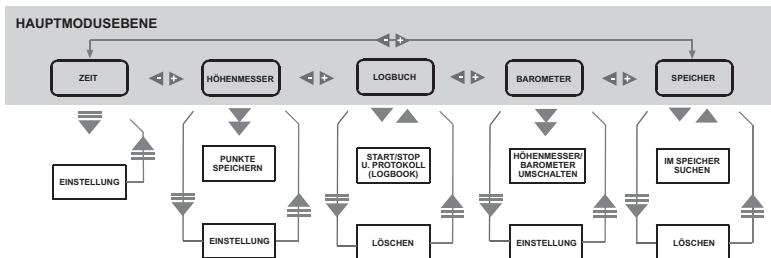 HAUPTMODUSEBENE
- +
ZEIT
- +
HÖHENMESSER
- +
LOGBUCH
- +
BAROMETER
- +
SPEICHER
EINSTELLUNG
PUNKTE
SPEICHERN
START/STOP
U. PROTOKOLL
(LOGBOOK)
HÖHENMESSER/
BAROMETER
UMSCHALTEN
IM SPEICHER
SUCHEN
EINSTELLUNG
LÖSCHEN
EINSTELLUNG
LÖSCHEN